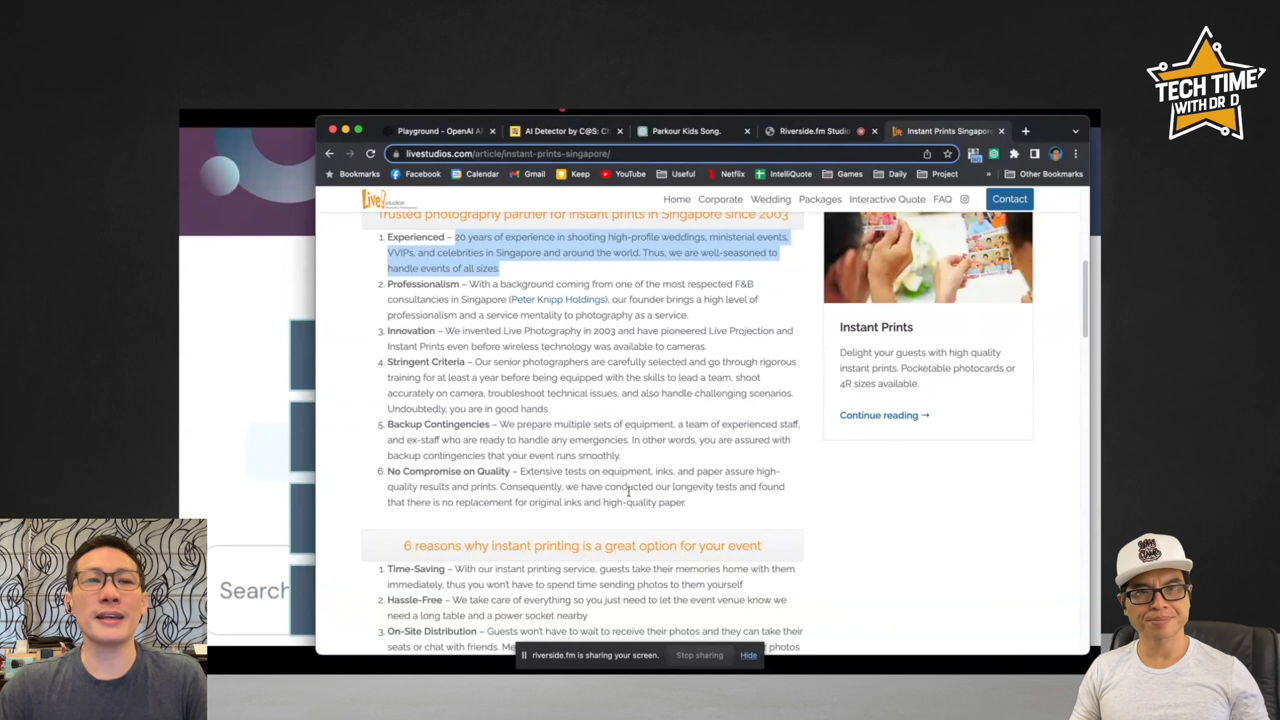 TECH TIME
WITH DR D
Playground - OpenAI AP
AI Detector by C@S: Cl
Parkour Kids Song.
Riverside.fm Studio
Instant Prints Singapore
livestudios.com/article/instant-prints-singapore/
Bookmarks
Facebook
Calendar
Gmail
Keep
YouTube
Useful
Netflix
IntelliQuote
Games
Daily
Project
»
Other Bookmarks
Live!
studios
Home
Corporate
Wedding
Packages
Interactive Quote
FAQ
Contact
Trusted photography partner for instant prints in Singapore since 2003
1. Experienced – 20 years of experience in shooting high-profile weddings, ministerial events,
VVIPs, and celebrities in Singapore and around the world. Thus, we are well-seasoned to
handle events of all sizes.
2. Professionalism – With a background coming from one of the most respected F&B
consultancies in Singapore (Peter Knipp Holdings), our founder brings a high level of
professionalism and a service mentality to photography as a service.
3. Innovation – We invented Live Photography in 2003 and have pioneered Live Projection and
Instant Prints even before wireless technology was available to cameras.
4. Stringent Criteria – Our senior photographers are carefully selected and go through rigorous
training for at least a year before being equipped with the skills to lead a team, shoot
accurately on camera, troubleshoot technical issues, and also handle challenging scenarios.
Undoubtedly, you are in good hands.
5. Backup Contingencies – We prepare multiple sets of equipment, a team of experienced staff,
and ex-staff who are ready to handle any emergencies. In other words, you are assured with
backup contingencies that your event runs smoothly.
6. No Compromise on Quality – Extensive tests on equipment, inks, and paper assure high-
quality results and prints. Consequently, we have conducted our longevity tests and found
that there is no replacement for original inks and high-quality paper.
Instant Prints
Delight your guests with high quality
instant prints. Pocketable photocards or
4R sizes available.
Continue reading →
6 reasons why instant printing is a great option for your event
1. Time-Saving – With our instant printing service, guests take their memories home with them
immediately, thus you won't have to spend time sending photos to them yourself
2. Hassle-Free – We take care of everything so you just need to let the event venue know we
need a long table and a power socket nearby
3. On-Site Distribution – Guests won't have to wait to receive their photos and they can take their
seats or chat with friends. photos
riverside.fm is sharing your screen.
Stop sharing
Hide
Search